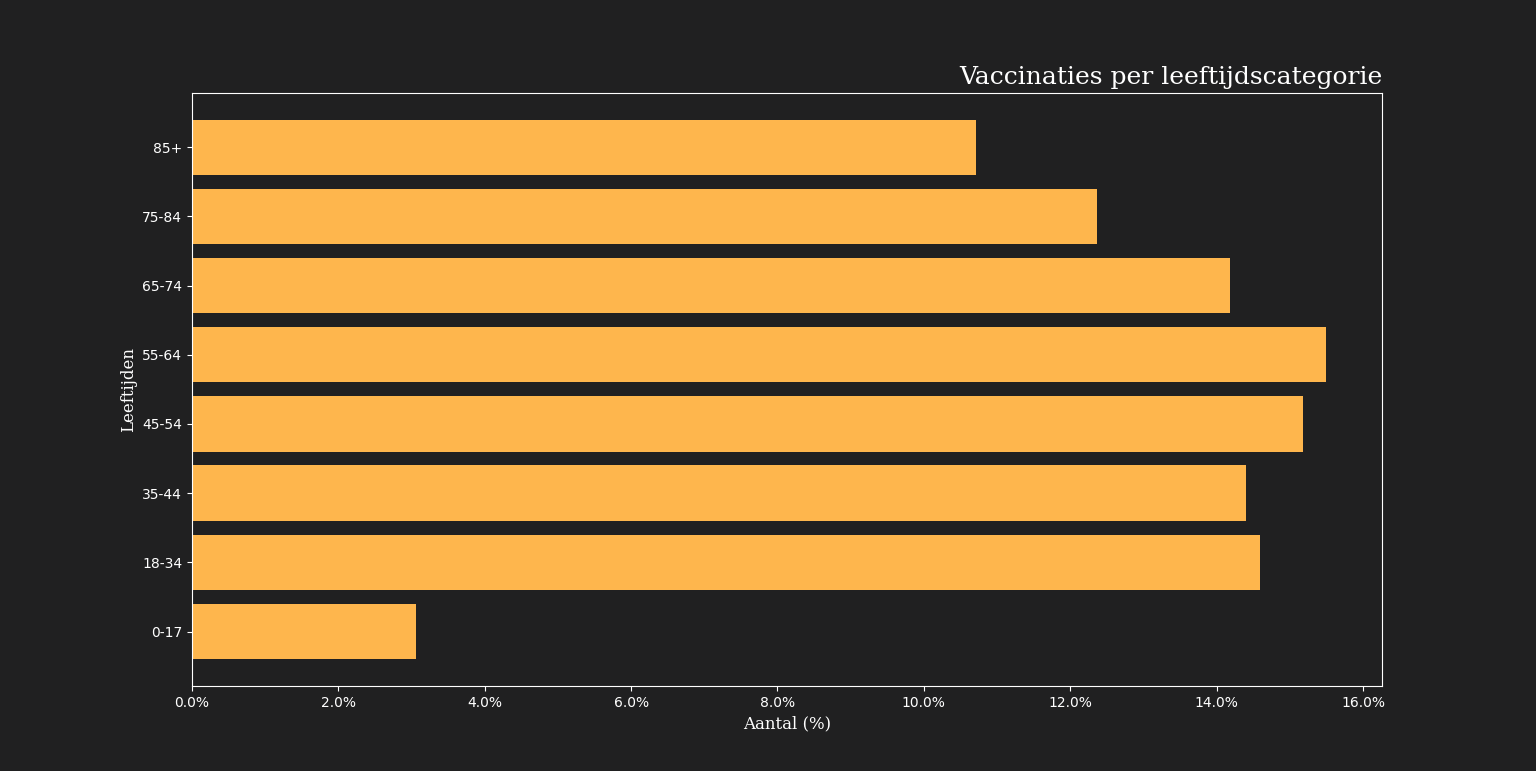 Vaccinaties per leeftijdscategorie
85+
75-84
65-74
55-64
45-54
35-44
18-34
0-17
Leeftijden
0.0% 2.0% 4.0% 6.0% 8.0% 10.0% 12.0% 14.0% 16.0%
Aantal (%)